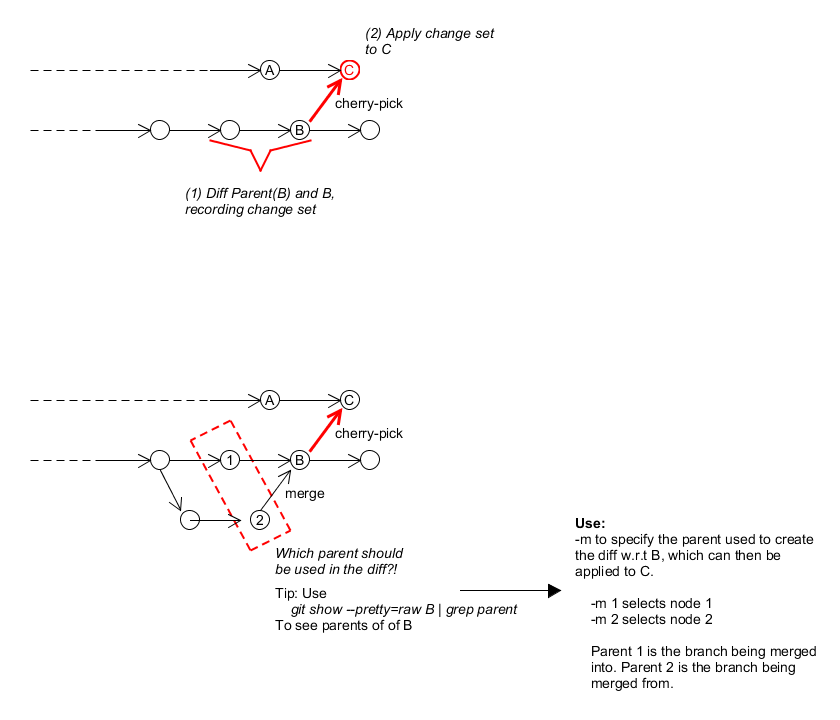 (2) Apply change set
to C
A
C
cherry-pick
B
(1) Diff Parent(B) and B,
recording change set
A
C
cherry-pick
1
B
merge
2
Which parent should
be used in the diff?!
Tip: Use
git show --pretty=raw B | grep parent
To see parents of of B
Use:
-m to specify the parent used to create
the diff w.r.t B, which can then be
applied to C.
-m 1 selects node 1
-m 2 selects node 2
Parent 1 is the branch being merged
into. Parent 2 is the branch being
merged from.